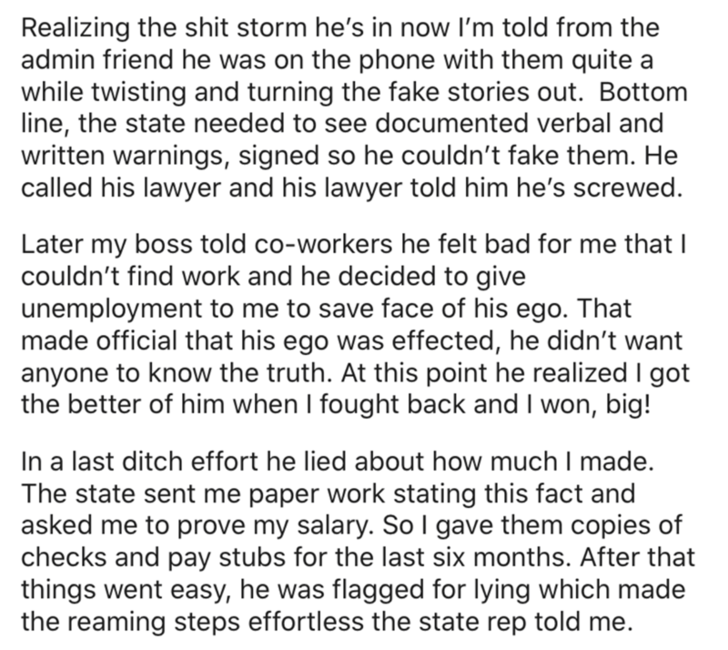 Realizing the shit storm he’s in now I’m told from the
admin friend he was on the phone with them quite a
while twisting and turning the fake stories out.  Bottom
line, the state needed to see documented verbal and
written warnings, signed so he couldn’t fake them. He
called his lawyer and his lawyer told him he’s screwed.
Later my boss told co-workers he felt bad for me that I
couldn’t find work and he decided to give
unemployment to me to save face of his ego. That
made official that his ego was effected, he didn’t want
anyone to know the truth. At this point he realized I got
the better of him when I fought back and I won, big!
In a last ditch effort he lied about how much I made.
The state sent me paper work stating this fact and
asked me to prove my salary. So I gave them copies of
checks and pay stubs for the last six months. After that
things went easy, he was flagged for lying which made
the reaming steps effortless the state rep told me.